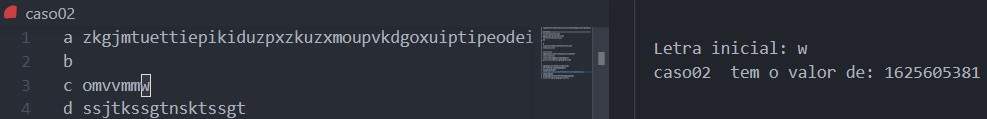 caso02
1 a zkgjmtuettiepikiduzpxzkuzxmoupvkdgoxuiptipeodei
2 b
3 c omvvmmw
4 d ssjtkssgtnsktssgt
Letra inicial: w
caso02 tem o valor de: 1625605381